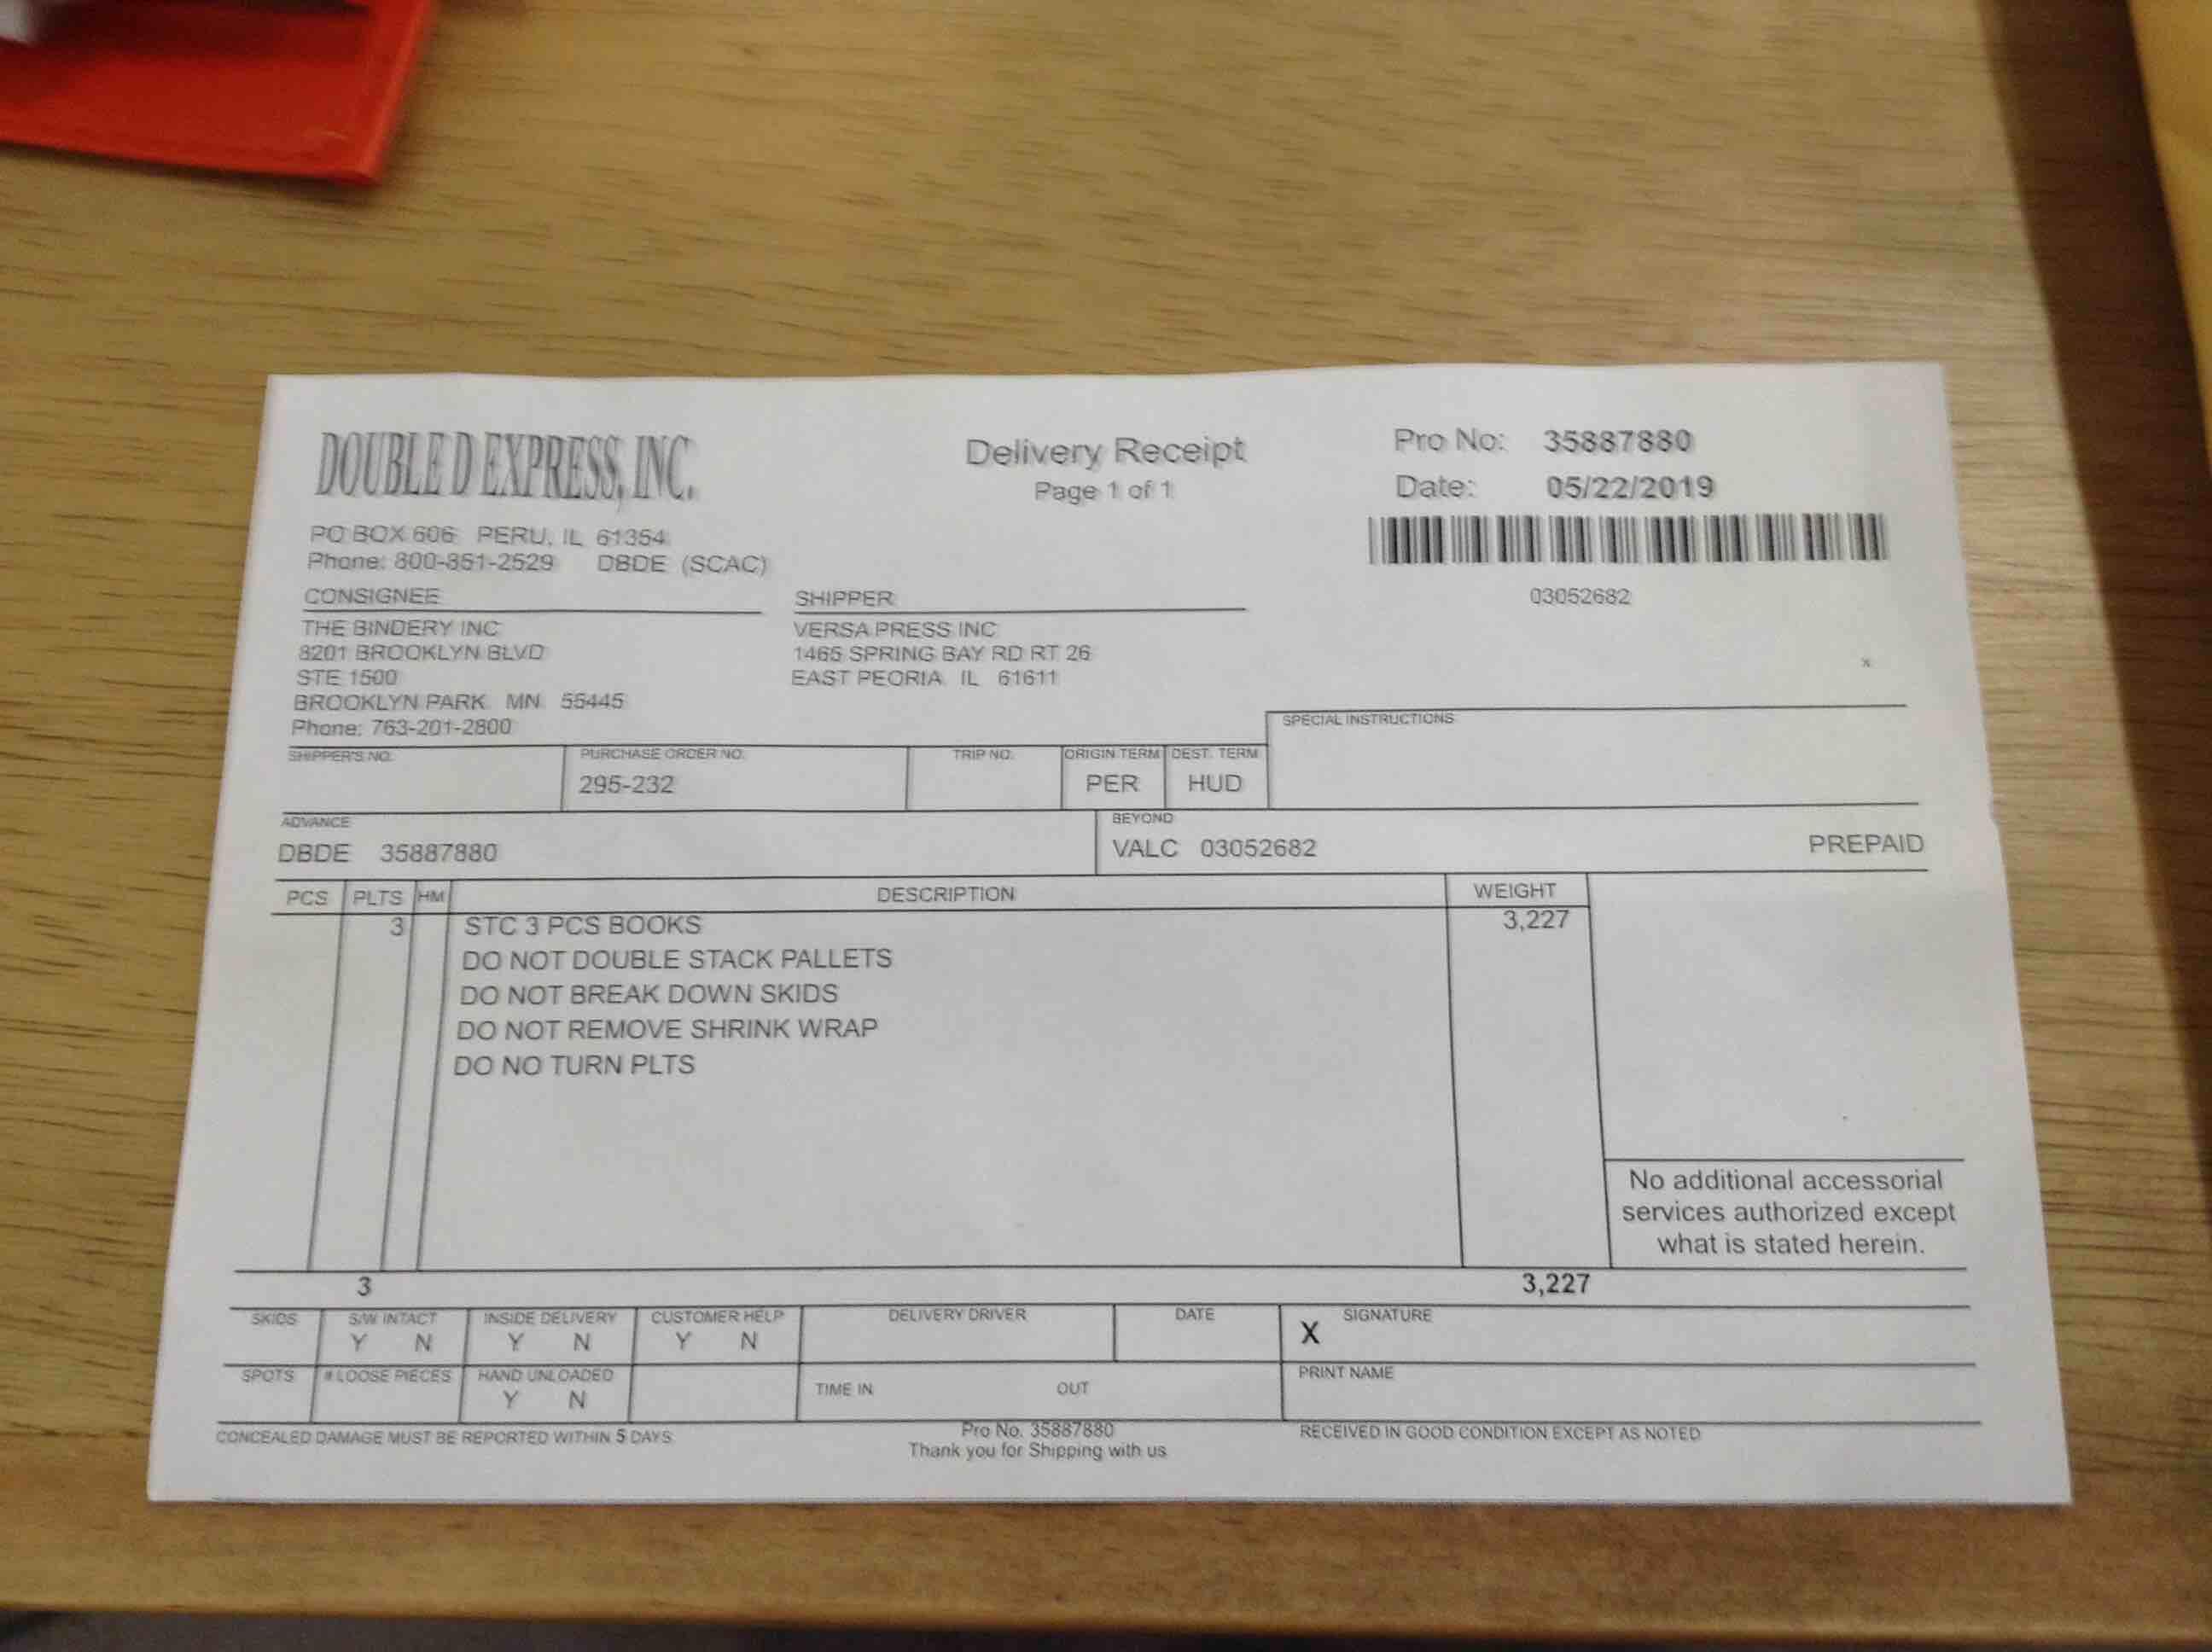 DOUBLE D EXPRESS, INC.
Delivery Receipt
Page 1 of 1
Pro No: 35887880
Date: 05/22/2019
PO BOX 606 PERU, IL 61354
Phone: 800-851-2529 DBDE (SCAC)
03052682
CONSIGNEE
THE BINDERY INC
8201 BROOKLYN BLVD
STE 1500
BROOKLYN PARK MN 55445
Phone: 763-201-2800
SHIPPER
VERSA PRESS INC
1465 SPRING BAY RD RT 26
EAST PEORIA IL 61611
x
SPECIAL INSTRUCTIONS
SHIPPER'S NO. PURCHASE ORDER NO. TRIP NO. ORIGIN TERM DEST. TERM
295-232 PER HUD
ADVANCE BEYOND
DBDE 35887880 VALC 03052682 PREPAID
PCS PLTS HM DESCRIPTION WEIGHT
3 STC 3 PCS BOOKS 3,227
DO NOT DOUBLE STACK PALLETS
DO NOT BREAK DOWN SKIDS
DO NOT REMOVE SHRINK WRAP
DO NO TURN PLTS
No additional accessorial
services authorized except
what is stated herein.
3 3,227
SKIDS S/W INTACT INSIDE DELIVERY CUSTOMER HELP DELIVERY DRIVER DATE SIGNATURE
Y N Y N Y N X
SPOTS # LOOSE PIECES HAND UNLOADED PRINT NAME
Y N TIME IN OUT
CONCEALED DAMAGE MUST BE REPORTED WITHIN 5 DAYS Pro No. 35887880 RECEIVED IN GOOD CONDITION EXCEPT AS NOTED
Thank you for Shipping with us